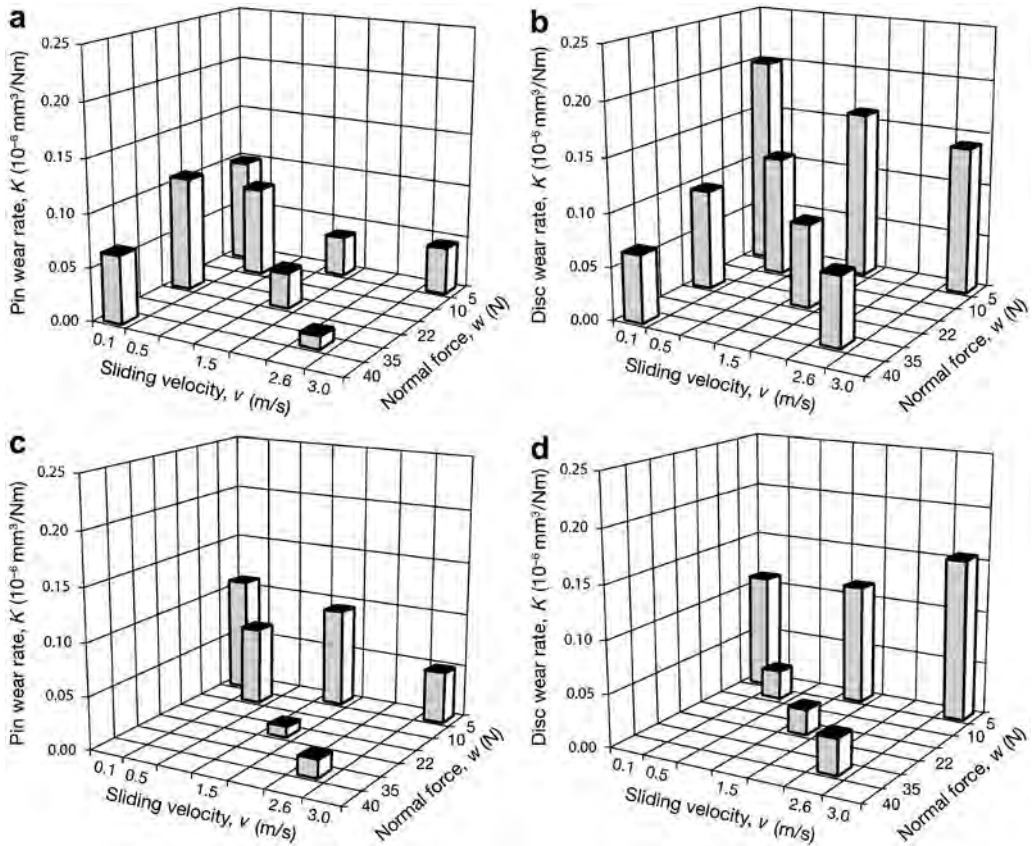 a
Pin wear rate, K (10⁻⁶ mm³/Nm)
0.25
0.20
0.15
0.10
0.05
0.00
0.1 0.5 1.5 2.6 3.0
Sliding velocity, v (m/s)
40 35 22 10 5
Normal force, w (N)
b
Disc wear rate, K (10⁻⁶ mm³/Nm)
0.25
0.20
0.15
0.10
0.05
0.00
0.1 0.5 1.5 2.6 3.0
Sliding velocity, v (m/s)
40 35 22 10 5
Normal force, w (N)
c
Pin wear rate, K (10⁻⁶ mm³/Nm)
0.25
0.20
0.15
0.10
0.05
0.00
0.1 0.5 1.5 2.6 3.0
Sliding velocity, v (m/s)
40 35 22 10 5
Normal force, w (N)
d
Disc wear rate, K (10⁻⁶ mm³/Nm)
0.25
0.20
0.15
0.10
0.05
0.00
0.1 0.5 1.5 2.6 3.0
Sliding velocity, v (m/s)
40 35 22 10 5
Normal force, w (N)